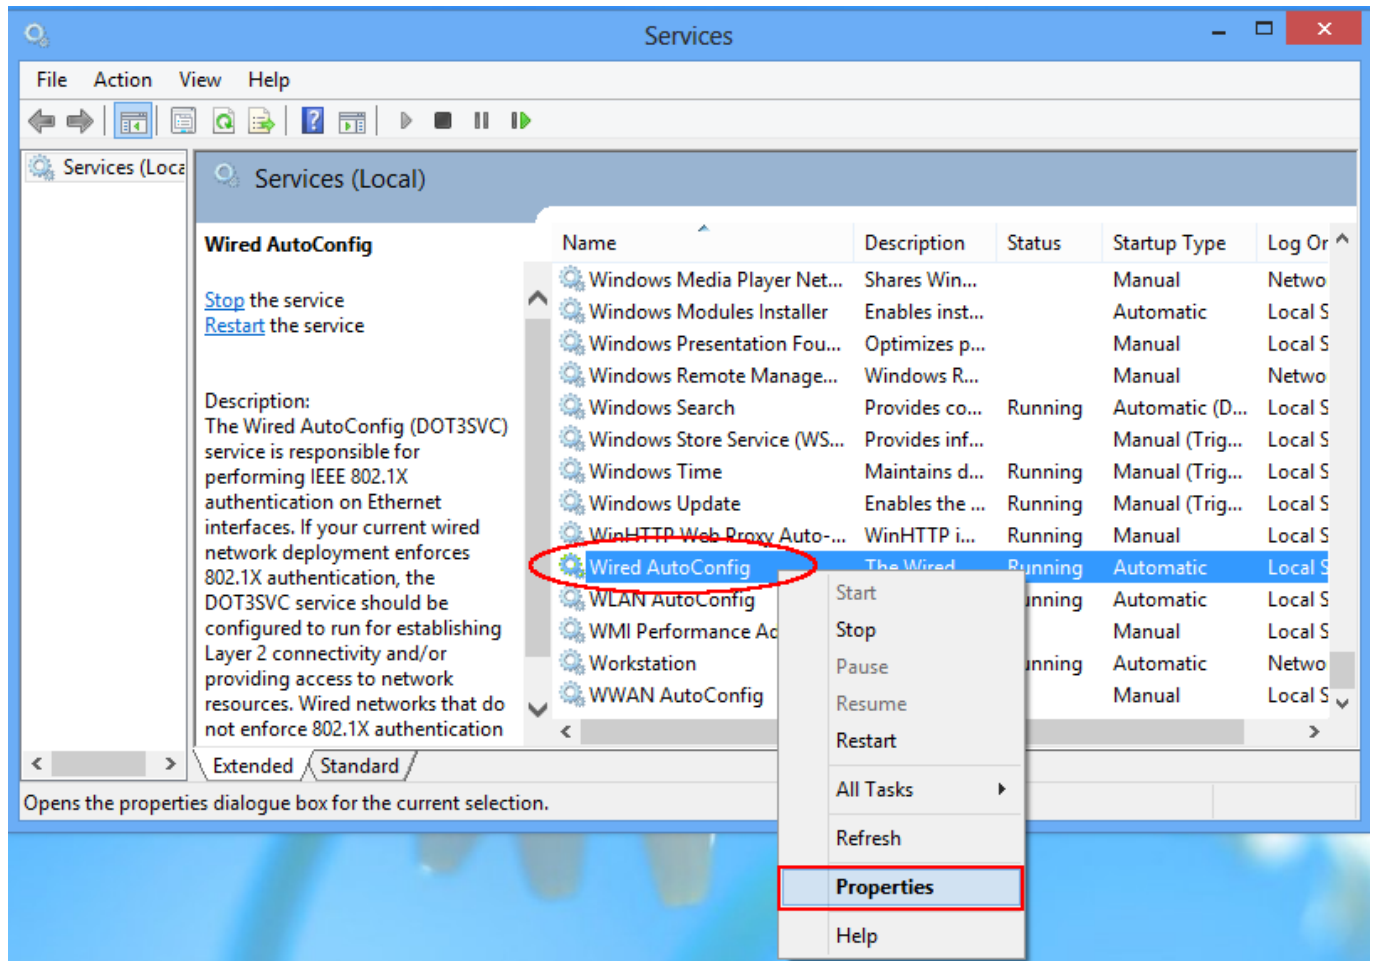 Services
File Action View Help
Services (Loca
Services (Local)
Wired AutoConfig
Stop the service
Restart the service
Description:
The Wired AutoConfig (DOT3SVC)
service is responsible for
performing IEEE 802.1X
authentication on Ethernet
interfaces. If your current wired
network deployment enforces
802.1X authentication, the
DOT3SVC service should be
configured to run for establishing
Layer 2 connectivity and/or
providing access to network
resources. Wired networks that do
not enforce 802.1X authentication
Name Description Status Startup Type Log Or
Windows Media Player Net... Shares Win... Manual Netwo
Windows Modules Installer Enables inst... Automatic Local S
Windows Presentation Fou... Optimizes p... Manual Local S
Windows Remote Manage... Windows R... Manual Netwo
Windows Search Provides co... Running Automatic (D... Local S
Windows Store Service (WS... Provides inf... Manual (Trig... Local S
Windows Time Maintains d... Running Manual (Trig... Local S
Windows Update Enables the ... Running Manual (Trig... Local S
WinHTTP Web Proxy Auto-... WinHTTP i... Running Manual Local S
Wired AutoConfig The Wired Running Automatic Local S
WLAN AutoConfig unning Automatic Local S
WMI Performance Ad Manual Local S
Workstation unning Automatic Netwo
WWAN AutoConfig Manual Local S
Start
Stop
Pause
Resume
Restart
All Tasks
Refresh
Properties
Help
Extended Standard
Opens the properties dialogue box for the current selection.